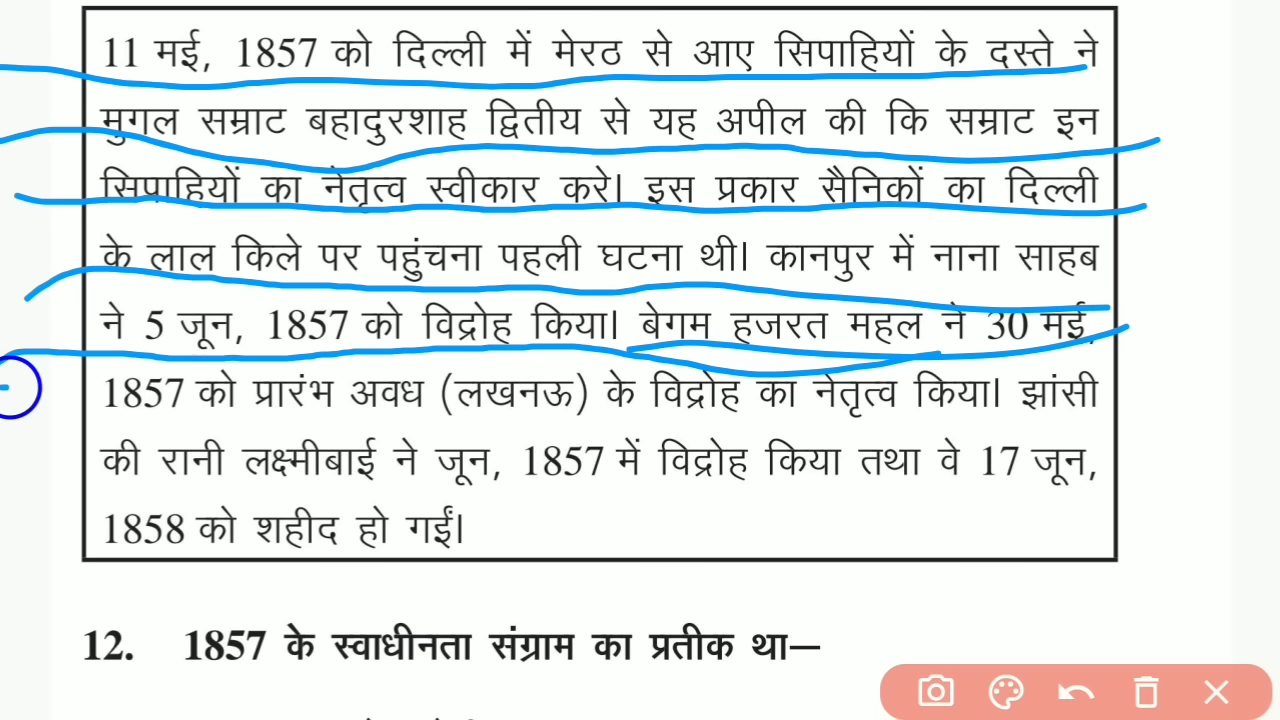 11 मई, 1857 को दिल्ली में मेरठ से आए सिपाहियों के दस्ते ने
मुगल सम्राट बहादुरशाह द्वितीय से यह अपील की कि सम्राट इन
सिपाहियों का नेतृत्व स्वीकार करे। इस प्रकार सैनिकों का दिल्ली
के लाल किले पर पहुंचना पहली घटना थी। कानपुर में नाना साहब
ने 5 जून, 1857 को विद्रोह किया। बेगम हजरत महल ने 30 मई,
1857 को प्रारंभ अवध (लखनऊ) के विद्रोह का नेतृत्व किया। झांसी
की रानी लक्ष्मीबाई ने जून, 1857 में विद्रोह किया तथा वे 17 जून,
1858 को शहीद हो गईं।
12. 1857 के स्वाधीनता संग्राम का प्रतीक था—